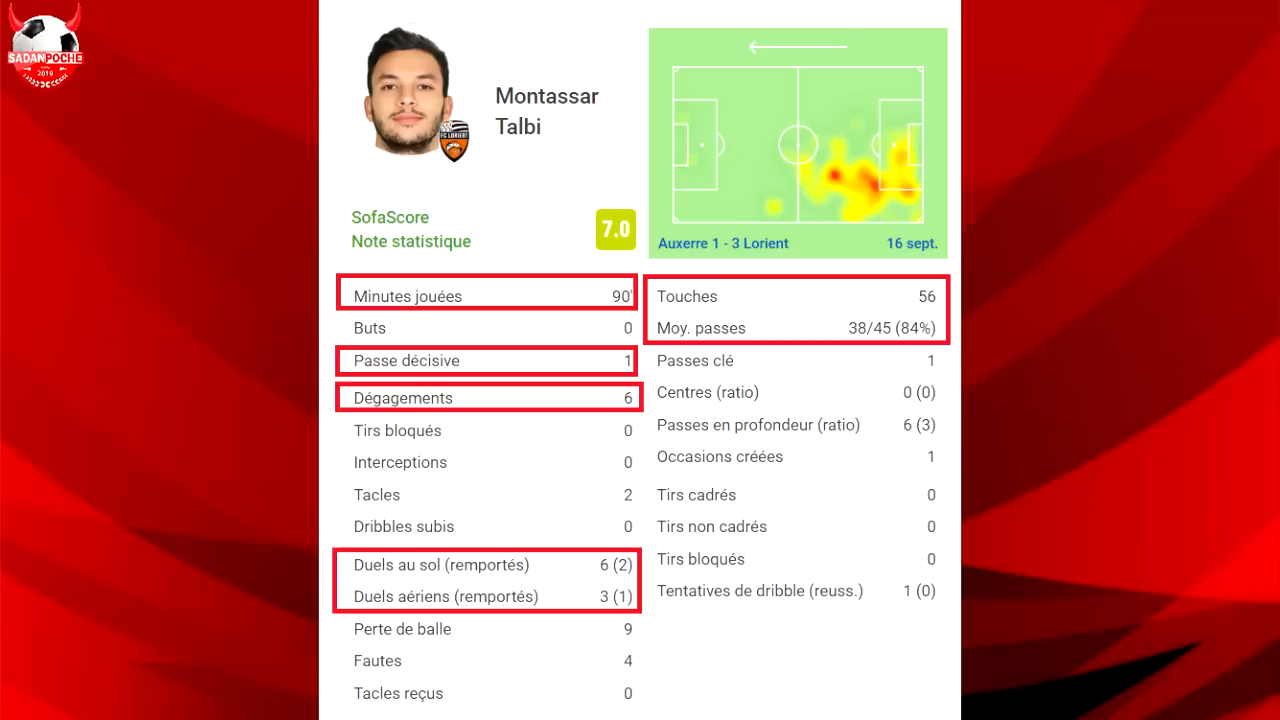 SADANPOCHE
2019
FC LORIENT
Montassar
Talbi
SofaScore
Note statistique
7.0
Auxerre 1 - 3 Lorient 16 sept.
Minutes jouées 90'
Buts 0
Passe décisive 1
Dégagements 6
Tirs bloqués 0
Interceptions 0
Tacles 2
Dribbles subis 0
Duels au sol (remportés) 6 (2)
Duels aériens (remportés) 3 (1)
Perte de balle 9
Fautes 4
Tacles reçus 0
Touches 56
Moy. passes 38/45 (84%)
Passes clé 1
Centres (ratio) 0 (0)
Passes en profondeur (ratio) 6 (3)
Occasions créées 1
Tirs cadrés 0
Tirs non cadrés 0
Tirs bloqués 0
Tentatives de dribble (reuss.) 1 (0)